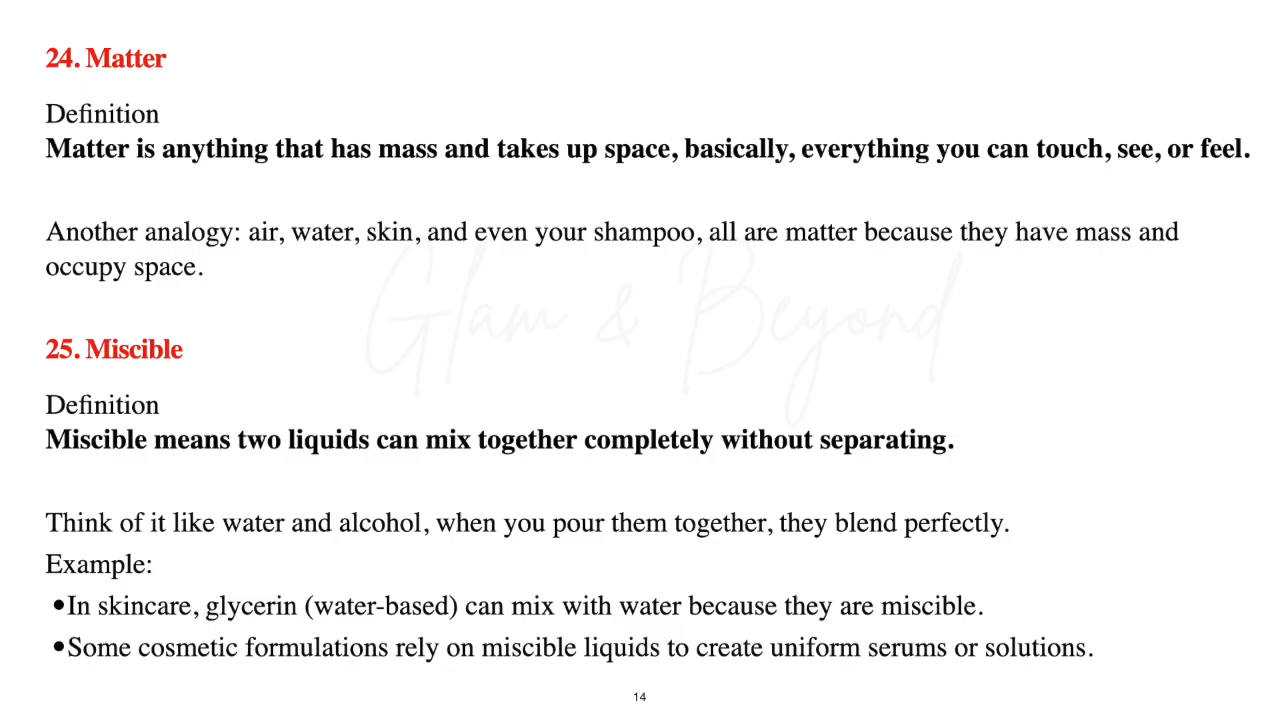 24. Matter
Definition
Matter is anything that has mass and takes up space, basically, everything you can touch, see, or feel.
Another analogy: air, water, skin, and even your shampoo, all are matter because they have mass and
occupy space.
Glam & Beyond
25. Miscible
Definition
Miscible means two liquids can mix together completely without separating.
Think of it like water and alcohol, when you pour them together, they blend perfectly.
Example:
•In skincare, glycerin (water-based) can mix with water because they are miscible.
•Some cosmetic formulations rely on miscible liquids to create uniform serums or solutions.
14